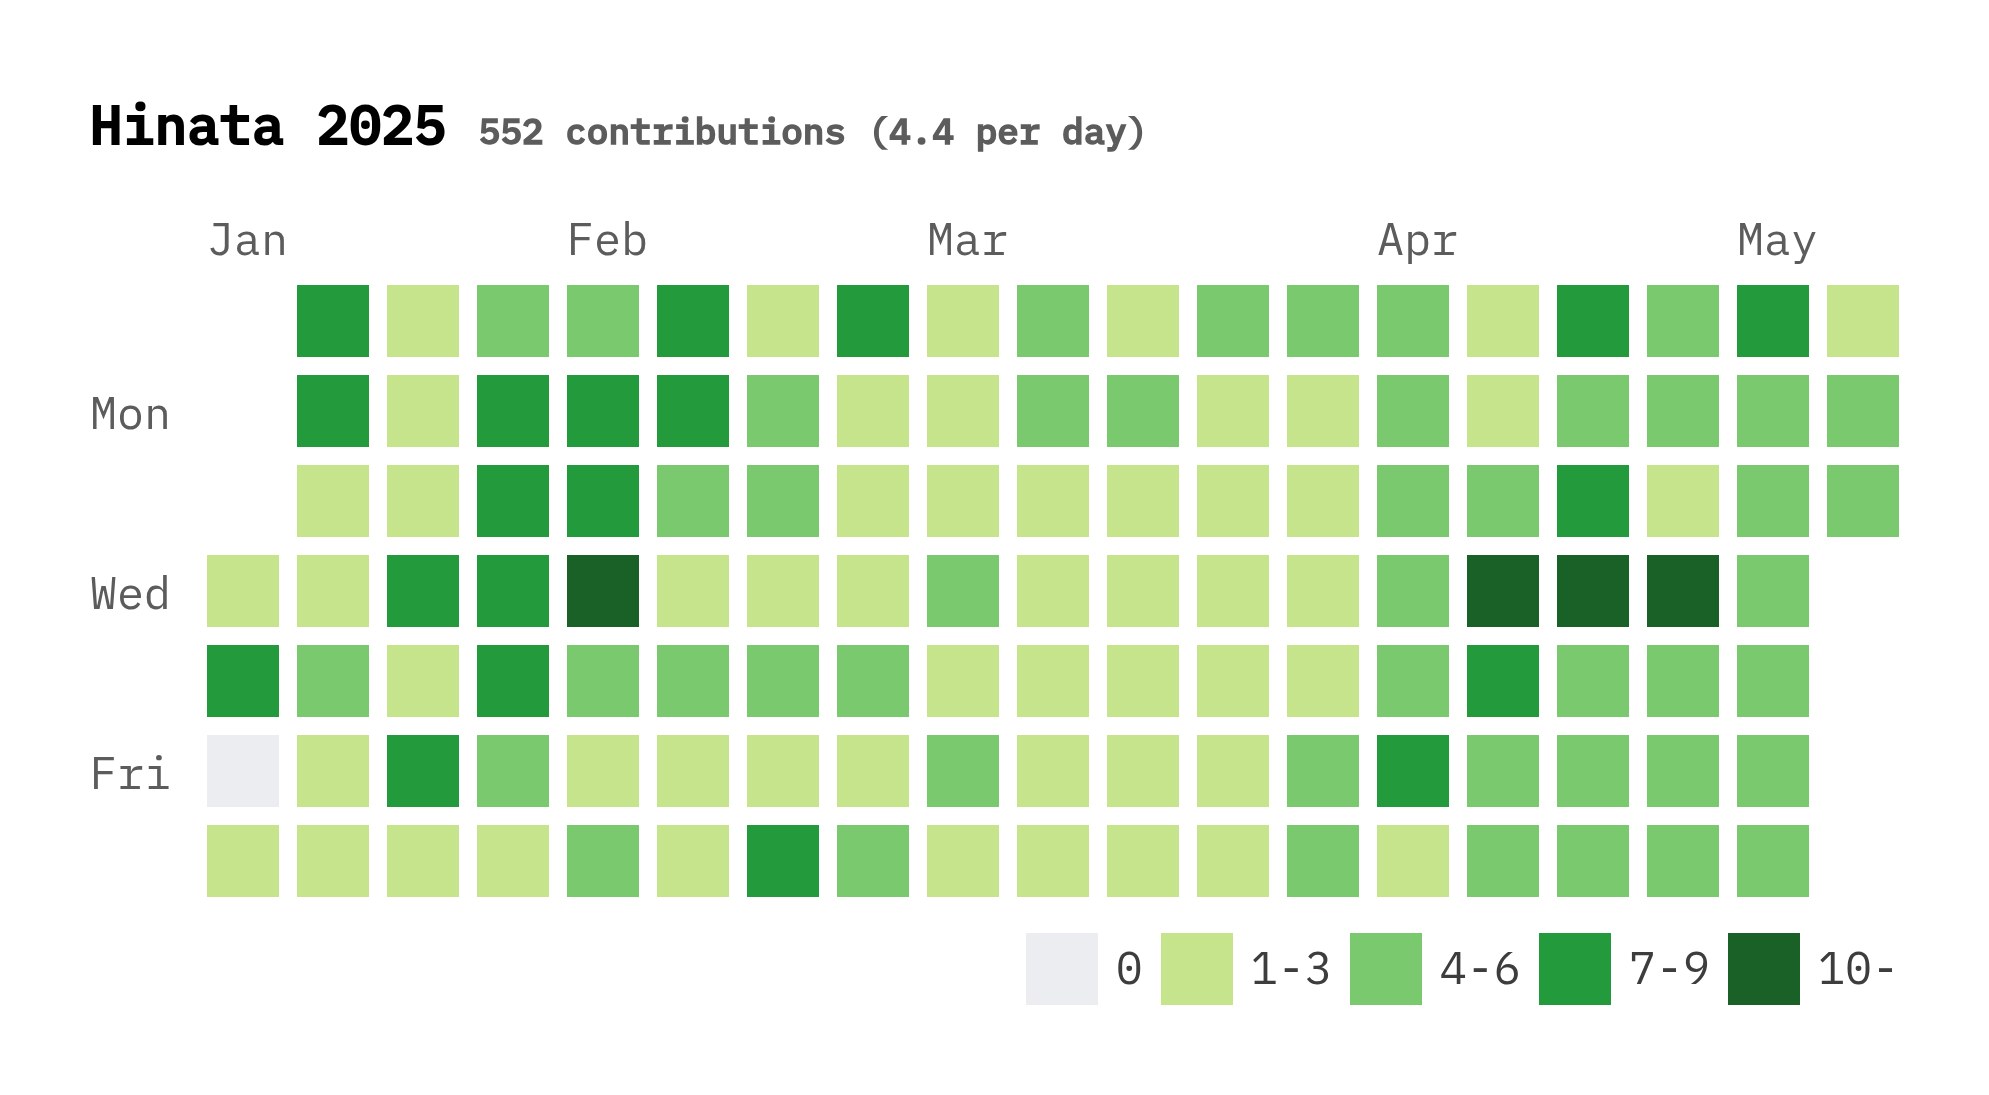 Hinata 2025 552 contributions (4.4 per day)
Jan Feb Mar Apr May
Mon
Wed
Fri
0 1-3 4-6 7-9 10-